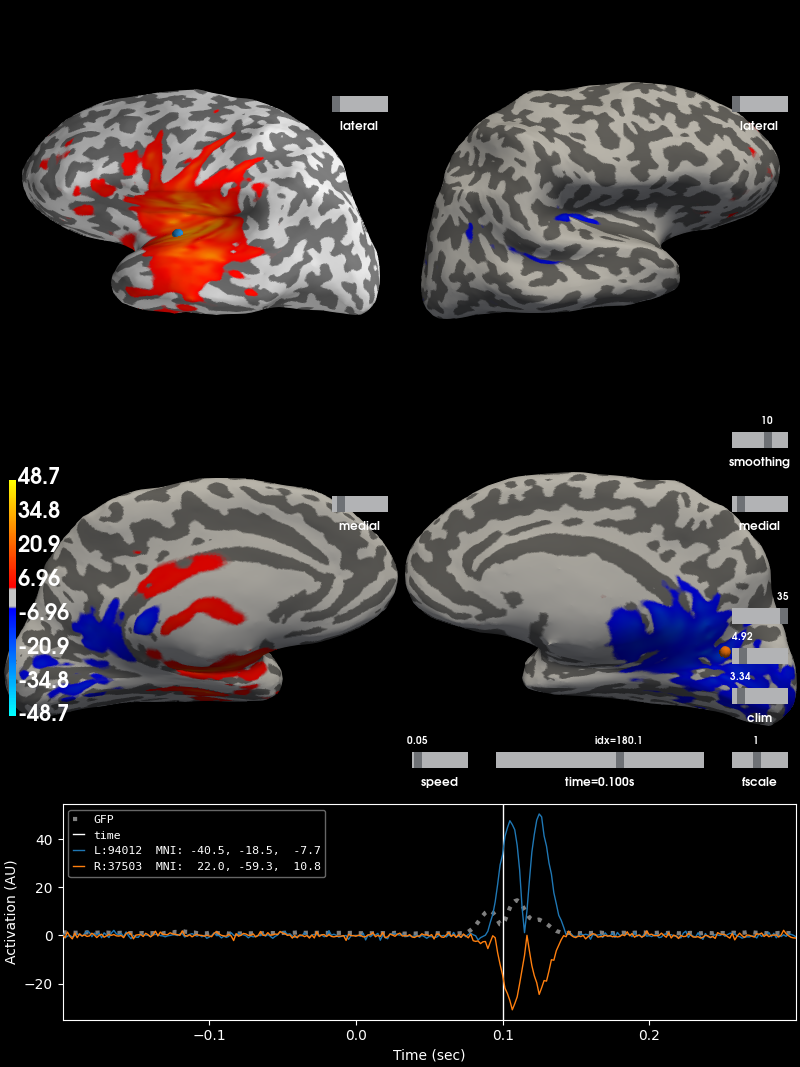 lateral
lateral
10
smoothing
medial
medial
48.7
34.8
20.9
6.96
-6.96
-20.9
-34.8
-48.7
35
4.92
3.34
clim
0.05
speed
idx=180.1
time=0.100s
1
fscale
GFP
time
L:94012 MNI: -40.5, -18.5, -7.7
R:37503 MNI: 22.0, -59.3, 10.8
40
20
0
−20
Activation (AU)
−0.1
0.0
0.1
0.2
Time (sec)